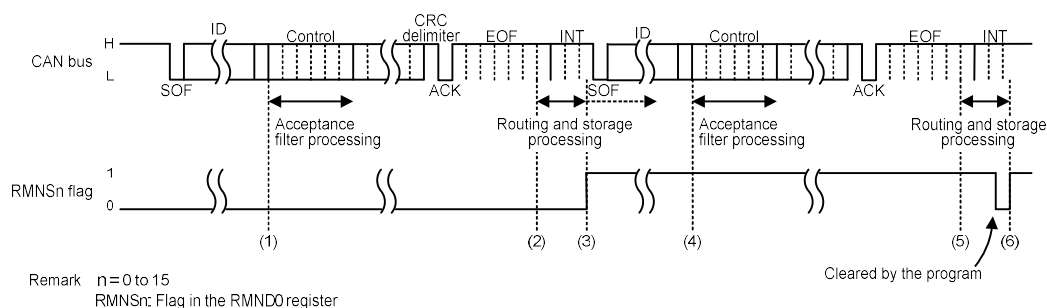 CRC
ID Control delimiter EOF INT ID Control EOF INT
H
CAN bus
L
SOF ACK SOF ACK
Acceptance
filter processing
Routing and storage
processing
Acceptance
filter processing
Routing and storage
processing
1
RMNSn flag
0
(1) (2) (3) (4) (5) (6)
Cleared by the program
Remark n=0 to 15
RMNSn: Flag in the RMND0 register